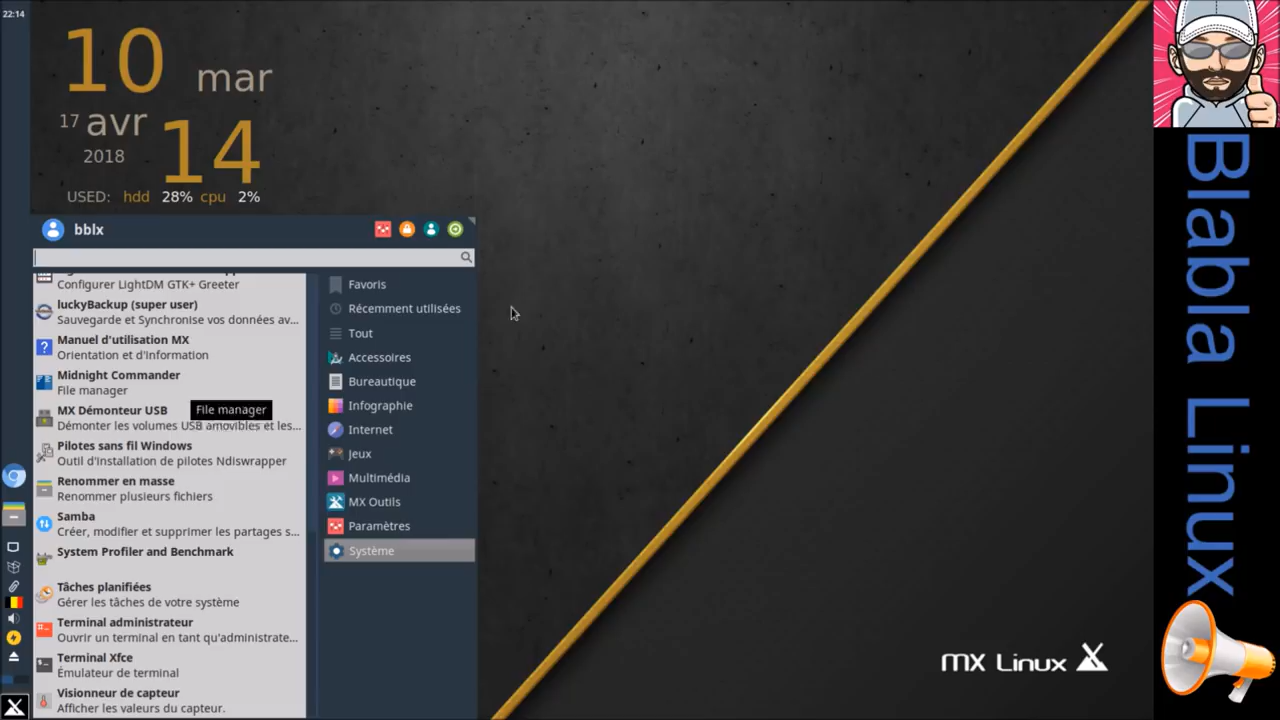 22:14
10 mar
17 avr 14
2018
USED: hdd 28% cpu 2%
bblx
Configurer LightDM GTK+ Greeter
luckyBackup (super user)
Sauvegarde et Synchronise vos données av...
Manuel d'utilisation MX
Orientation et d'Information
Midnight Commander
File manager
MX Démonteur USB
File manager
Démonter les volumes USB amovibles et les...
Pilotes sans fil Windows
Outil d'Installation de pilotes Ndiswrapper
Renommer en masse
Renommer plusieurs fichiers
Samba
Créer, modifier et supprimer les partages s...
System Profiler and Benchmark
Tâches planifiées
Gérer les tâches de votre système
Terminal administrateur
Ouvrir un terminal en tant qu'administrate...
Terminal Xfce
Émulateur de terminal
Visionneur de capteur
Afficher les valeurs du capteur.
Favoris
Récemment utilisées
Tout
Accessoires
Bureautique
Infographie
Internet
Jeux
Multimédia
MX Outils
Paramètres
Système
MX Linux
Blabla Linux